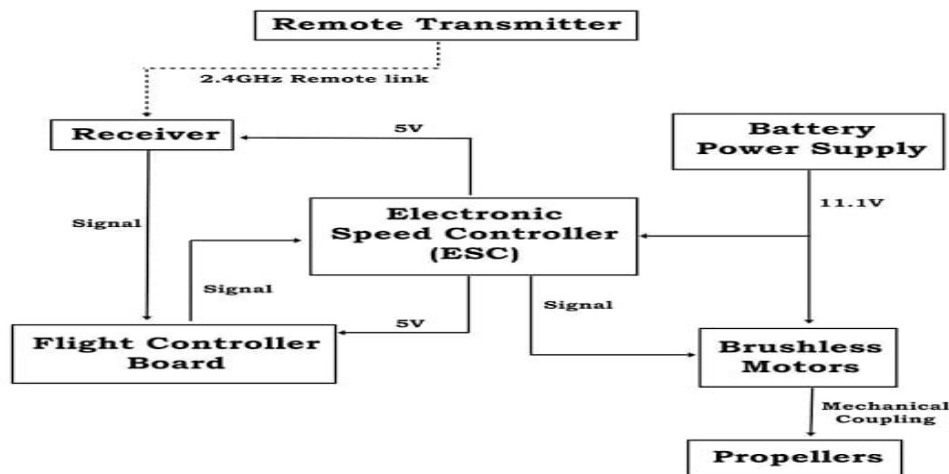 Remote Transmitter
2.4GHz Remote link
Receiver
5V
Battery
Power Supply
11.1V
Signal
Electronic
Speed Controller
(ESC)
Signal
5V
Signal
Flight Controller
Board
Brushless
Motors
Mechanical
Coupling
Propellers